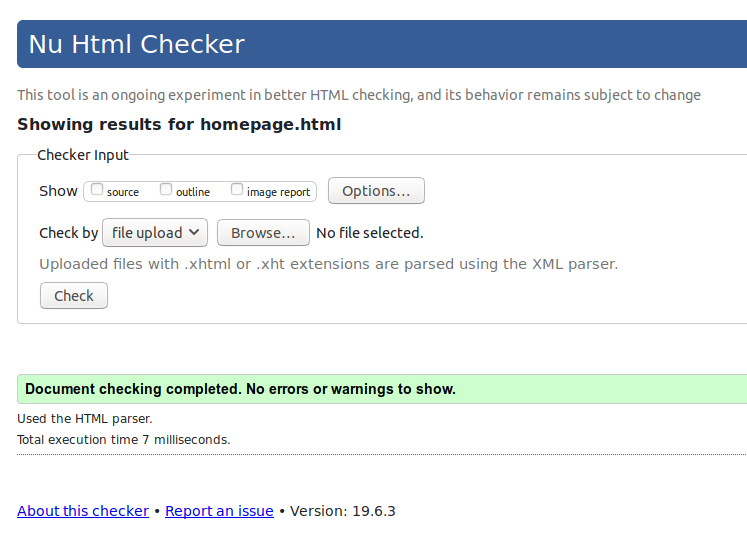 Nu Html Checker
This tool is an ongoing experiment in better HTML checking, and its behavior remains subject to change
Showing results for homepage.html
Checker Input
Show source outline image report Options...
Check by file upload Browse... No file selected.
Uploaded files with .xhtml or .xht extensions are parsed using the XML parser.
Check
Document checking completed. No errors or warnings to show.
Used the HTML parser.
Total execution time 7 milliseconds.
About this checker • Report an issue • Version: 19.6.3